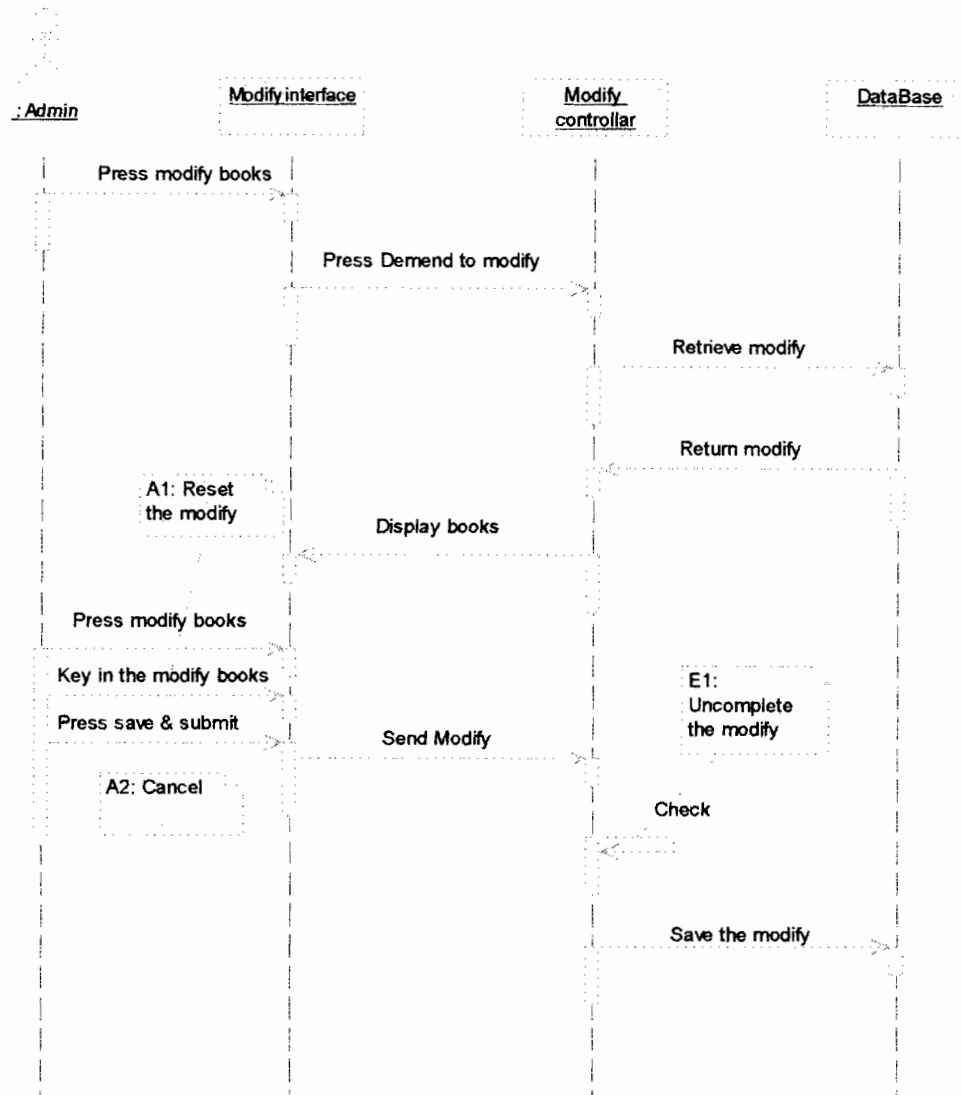 : Admin
Modify interface
Modify
controllar
DataBase
Press modify books
Press Demend to modify
Retrieve modify
Return modify
A1: Reset
the modify
Display books
Press modify books
Key in the modify books
E1:
Uncomplete
the modify
Press save & submit
Send Modify
A2: Cancel
Check
Save the modify